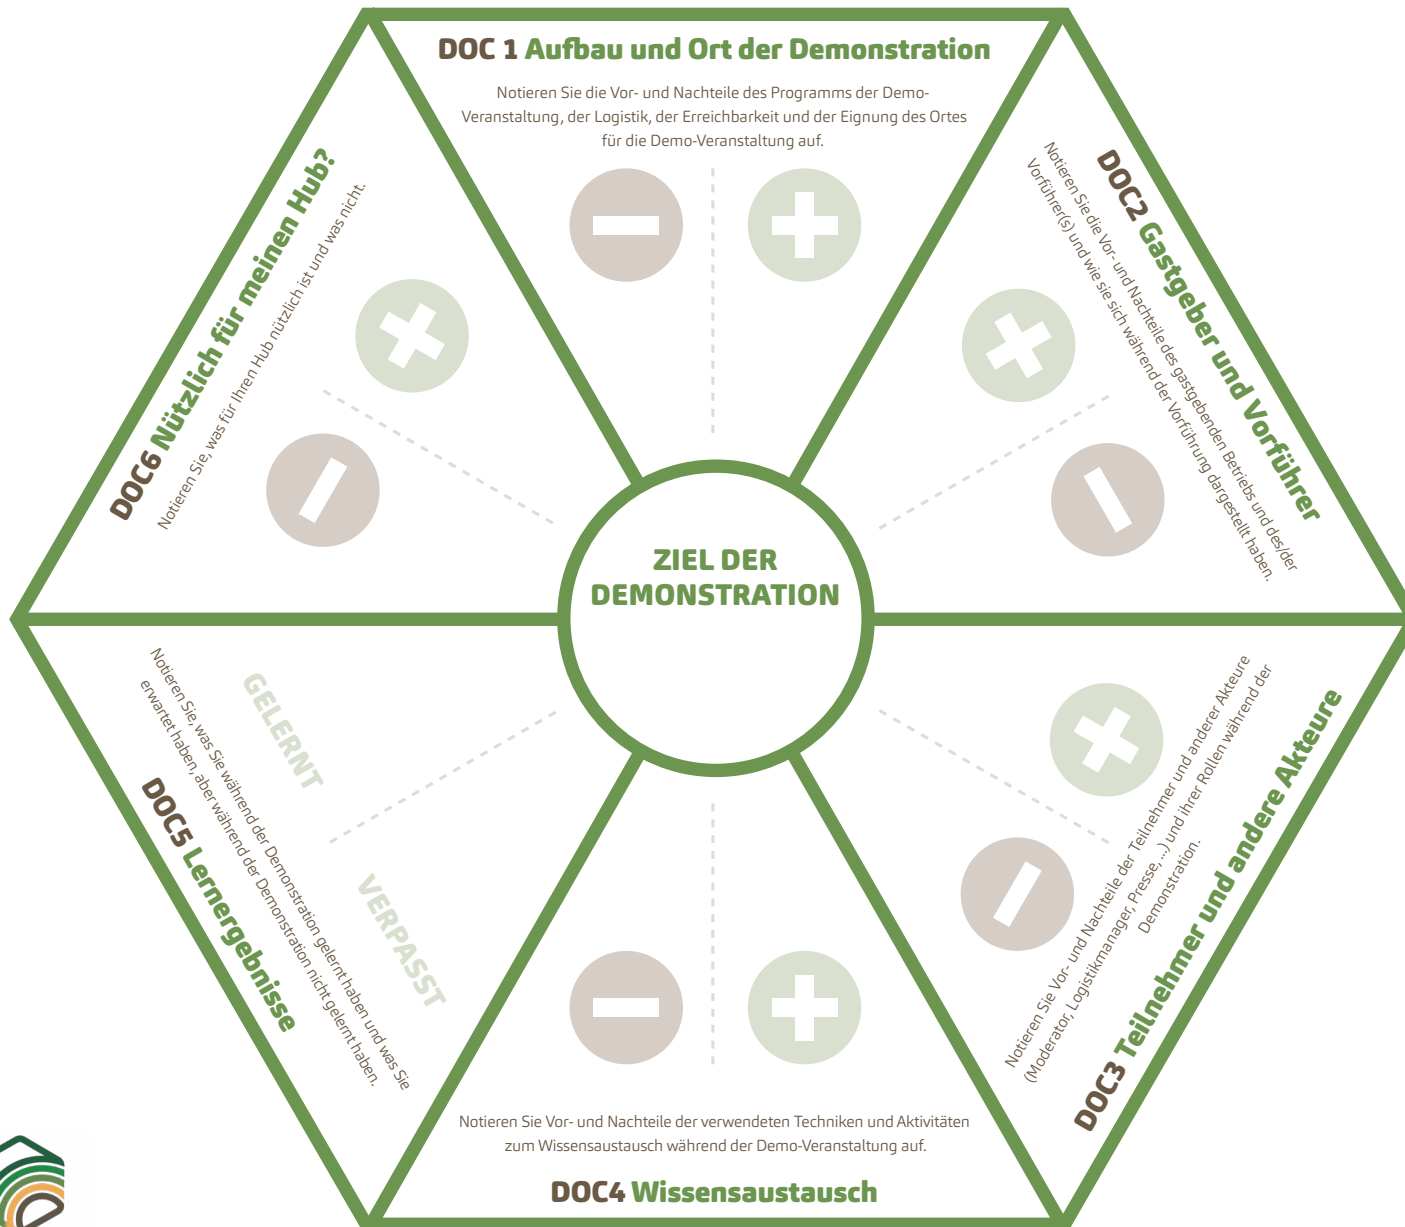 DOC 1 Aufbau und Ort der Demonstration
Notieren Sie die Vor- und Nachteile des Programms der Demo-
Veranstaltung, der Logistik, der Erreichbarkeit und der Eignung des Ortes
für die Demo-Veranstaltung auf.
DOC2 Gastgeber und Vorführer
Notieren Sie die Vor- und Nachteile des gastgebenden Betriebs und des/der
Vorführer(s) und wie sie sich während der Vorführung dargestellt haben.
Notieren Sie Vor- und Nachteile der Teilnehmer und anderer Akteure
(Moderator, Logistikmanager, Presse, ...) und ihrer Rollen während der
Demonstration.
DOC3 Teilnehmer und andere Akteure
Notieren Sie Vor- und Nachteile der verwendeten Techniken und Aktivitäten
zum Wissensaustausch während der Demo-Veranstaltung auf.
DOC4 Wissensaustausch
GELERNT
VERPASST
Notieren Sie, was Sie während der Demonstration gelernt haben und was Sie
erwartet haben, aber während der Demonstration nicht gelernt haben.
DOC5 Lernergebnisse
DOC6 Nützlich für meinen Hub?
Notieren Sie, was für Ihren Hub nützlich ist und was nicht.
ZIEL DER
DEMONSTRATION